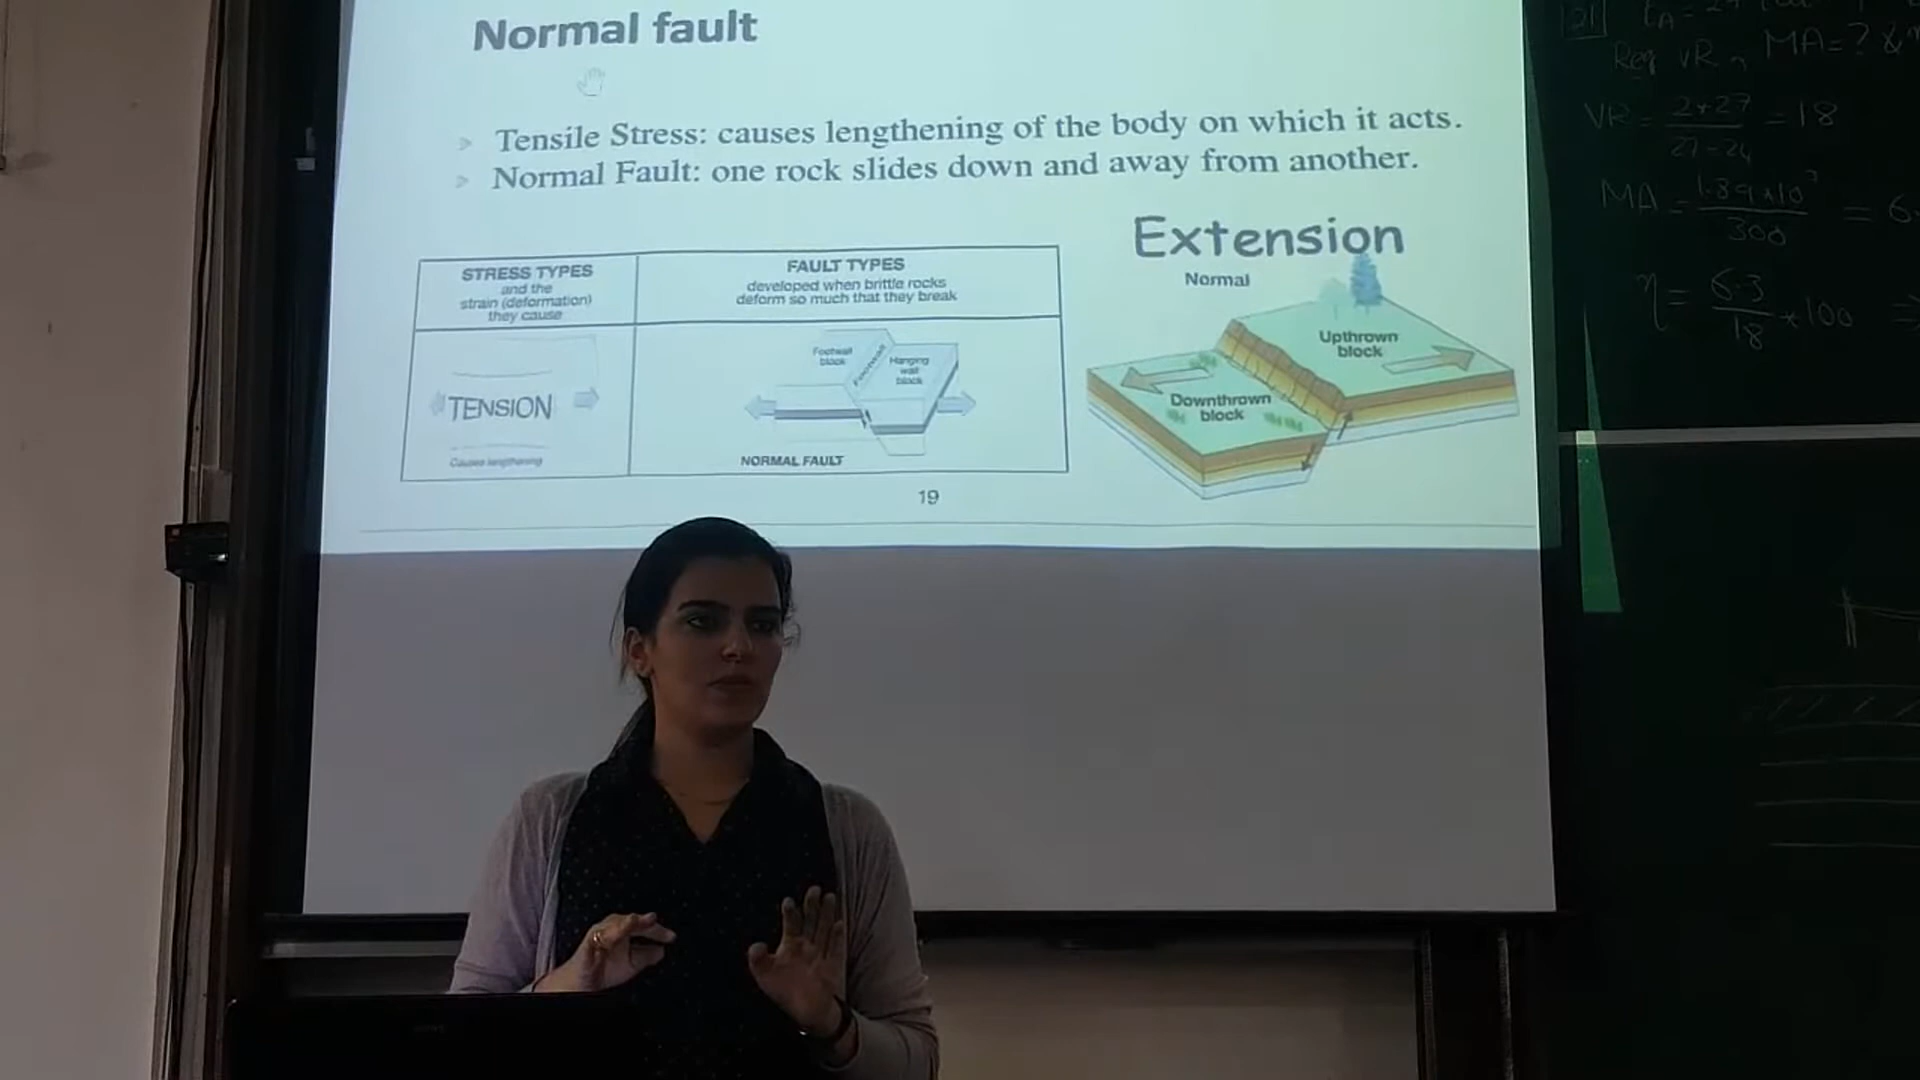 Normal fault
Tensile Stress: causes lengthening of the body on which it acts.
Normal Fault: one rock slides down and away from another.
STRESS TYPES
and the
strain (deformation)
they cause
TENSION
Causes lengthening
FAULT TYPES
developed when brittle rocks
deform so much that they break
Footwall
block
Footwall
Hanging
wall
block
NORMAL FAULT
Extension
Normal
Upthrown
block
Downthrown
block
19
21
Req VR, MA=? &
VR = 2*27 = 18
27-24
MA = 1.89*10
300
= 6.
η = 6.3 *100 =>
18